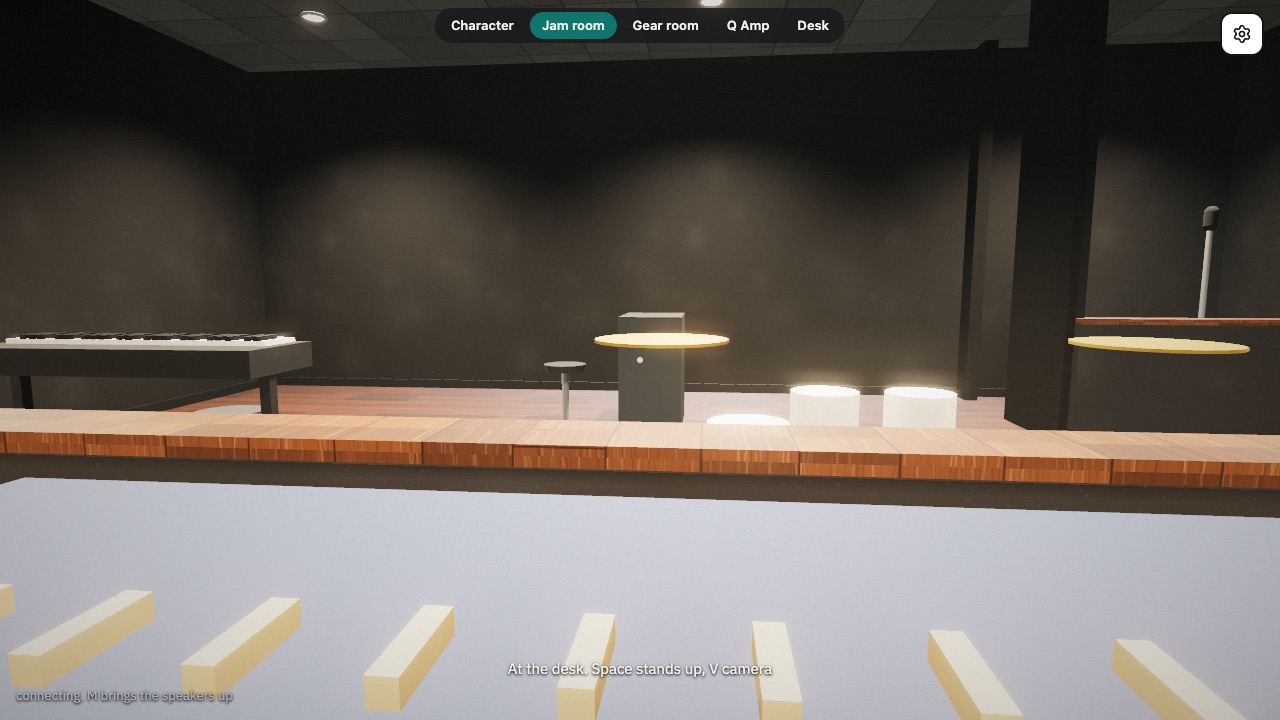 Character
Jam room
Gear room
Q Amp
Desk
At the desk. Space stands up, V camera
connecting. M brings the speakers up